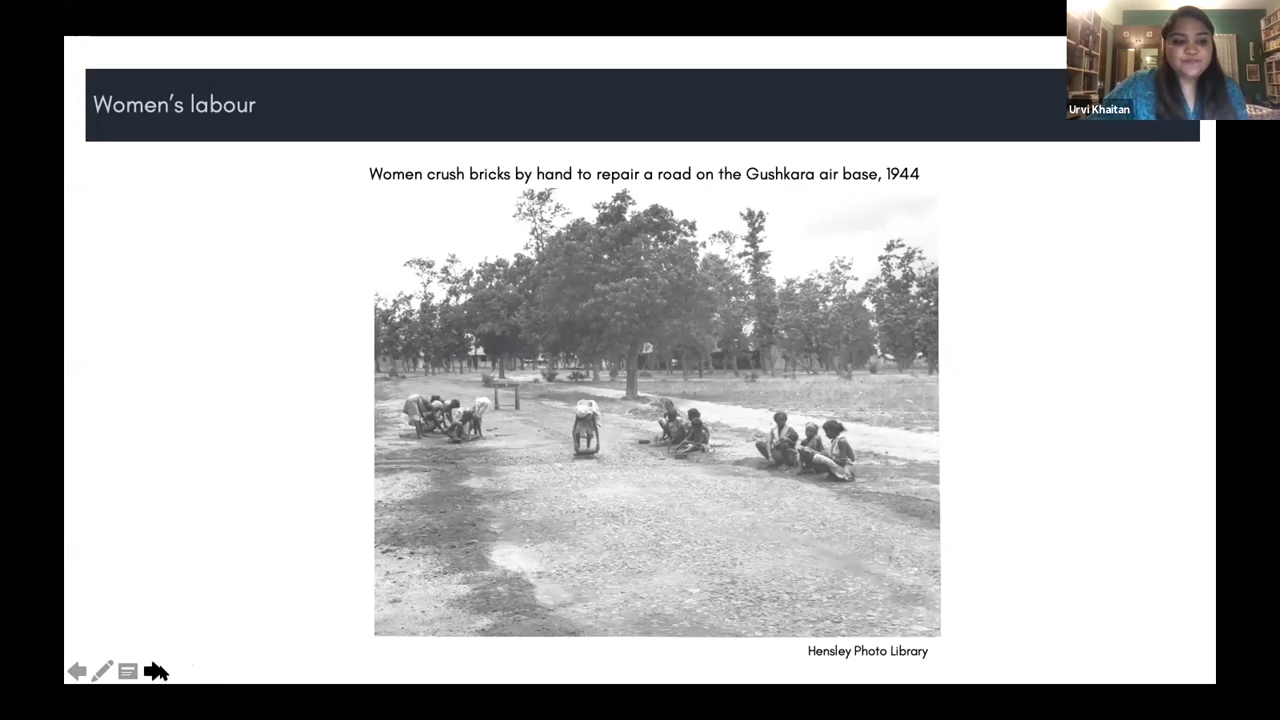 Women's labour
Urvi Khaitan
Women crush bricks by hand to repair a road on the Gushkara air base, 1944
Hensley Photo Library